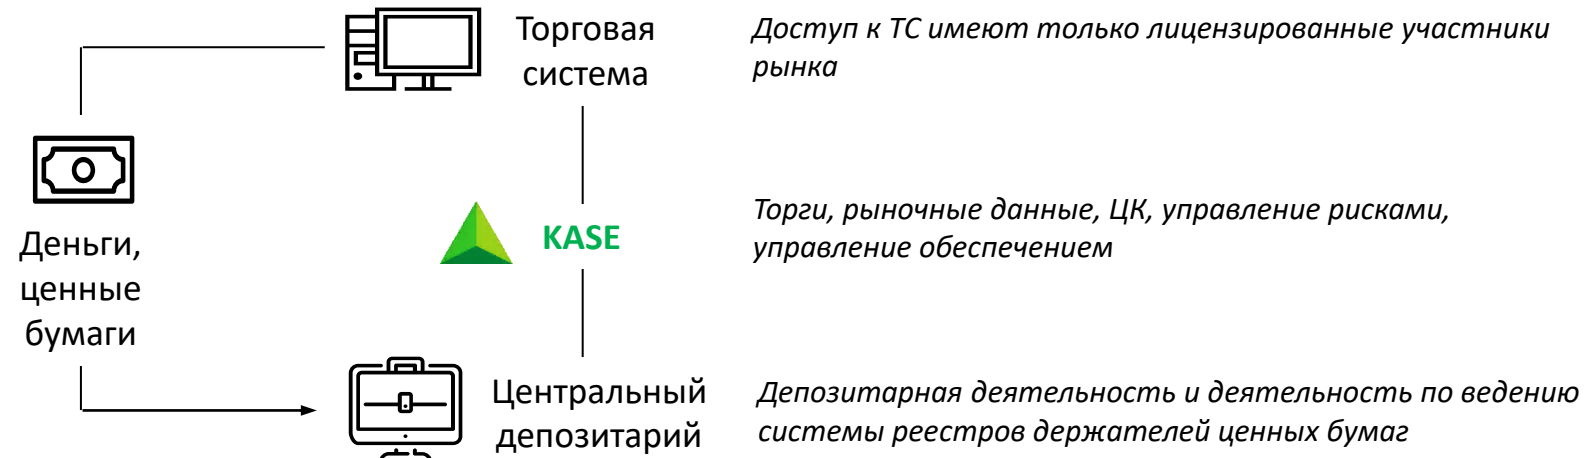 Торговая
система
Доступ к ТС имеют только лицензированные участники
рынка
Деньги,
ценные
бумаги
KASE
Торги, рыночные данные, ЦК, управление рисками,
управление обеспечением
Центральный
депозитарий
Депозитарная деятельность и деятельность по ведению
системы реестров держателей ценных бумаг